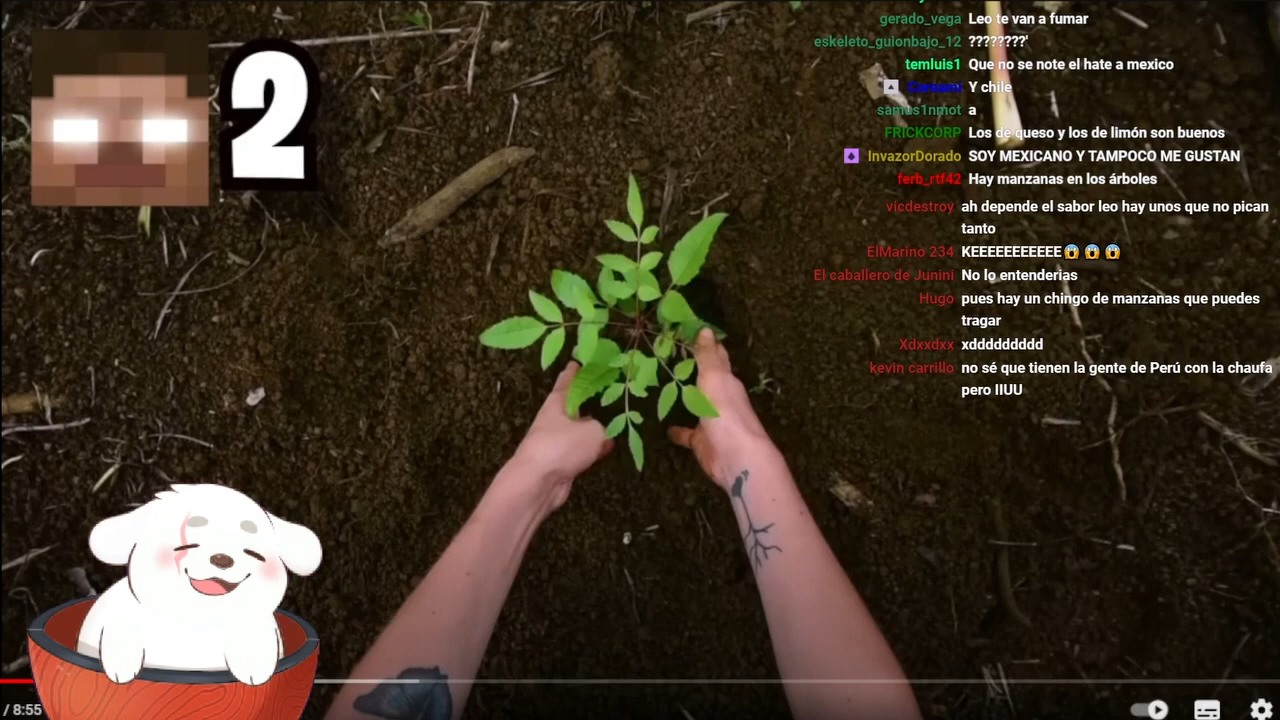 gerado_vega Leo te van a fumar
eskeleto_guionbajo_12 ????????'
temluis1 Que no se note el hate a mexico
Y chile
samus1nmot a
FRICKCORP Los de queso y los de limón son buenos
InvazorDorado SOY MEXICANO Y TAMPOCO ME GUSTAN
ferb_rtf42 Hay manzanas en los árboles
vicdestroy ah depende el sabor leo hay unos que no pican
tanto
ElMarino 234 KEEEEEEEEEEE😱 😱 😱
El caballero de Junini No lo entenderias
Hugo pues hay un chingo de manzanas que puedes
tragar
Xdxxdxx xddddddddd
kevin carrillo no sé que tienen la gente de Perú con la chaufa
pero IIUU
2
/ 8:55